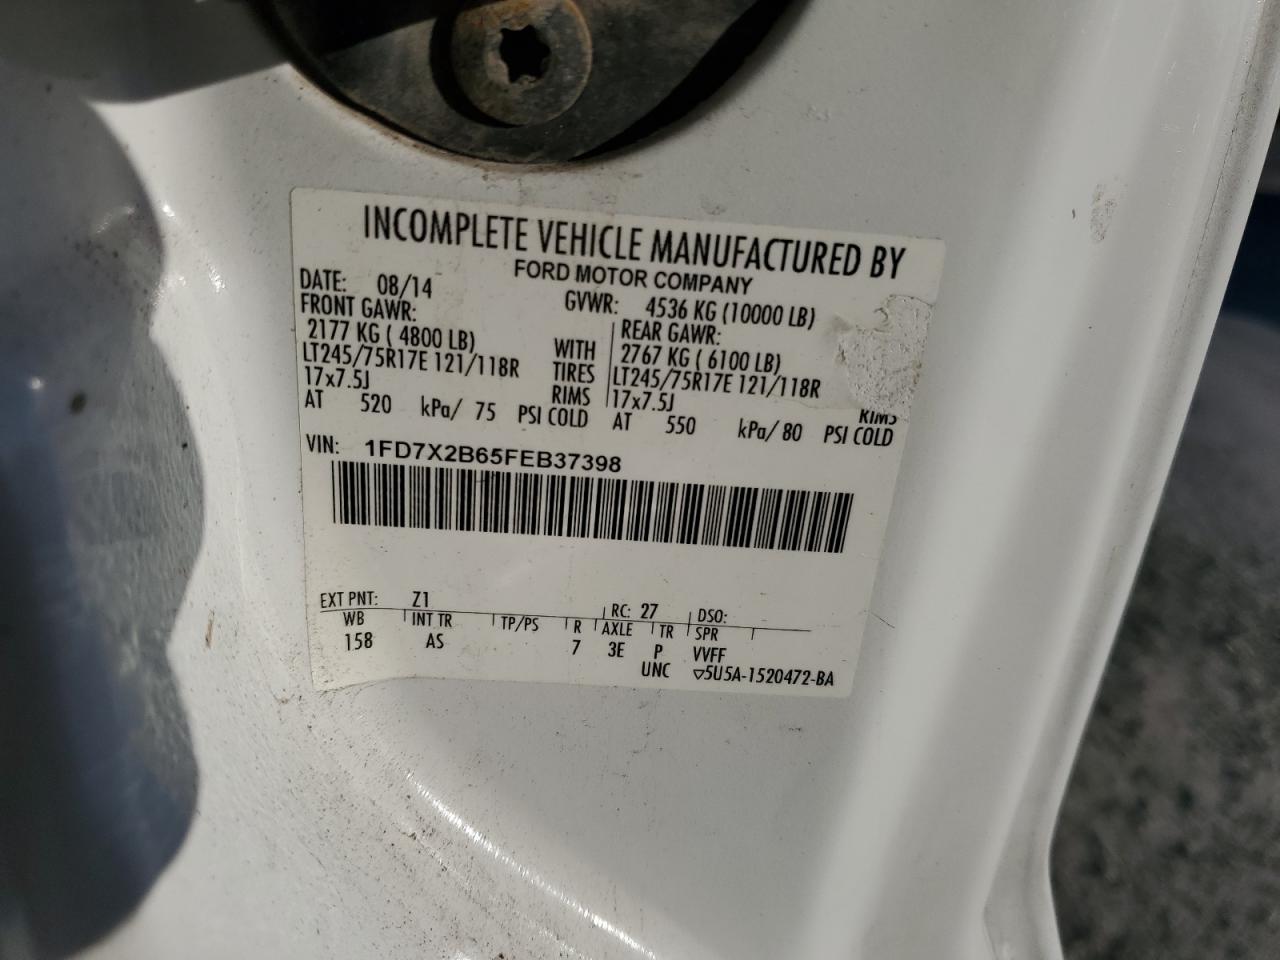 INCOMPLETE VEHICLE MANUFACTURED BY
FORD MOTOR COMPANY
DATE: 08/14 GVWR: 4536 KG (10000 LB)
FRONT GAWR: REAR GAWR:
2177 KG ( 4800 LB) WITH 2767 KG ( 6100 LB)
LT245/75R17E 121/118R TIRES LT245/75R17E 121/118R
17x7.5J RIMS 17x7.5J RIMS
AT 520 kPa/ 75 PSI COLD AT 550 kPa/ 80 PSI COLD
VIN: 1FD7X2B65FEB37398
EXT PNT: Z1 RC: 27 DSO:
WB INT TR TP/PS R AXLE TR SPR
158 AS 7 3E P VVFF
UNC ▽5U5A-1520472-BA